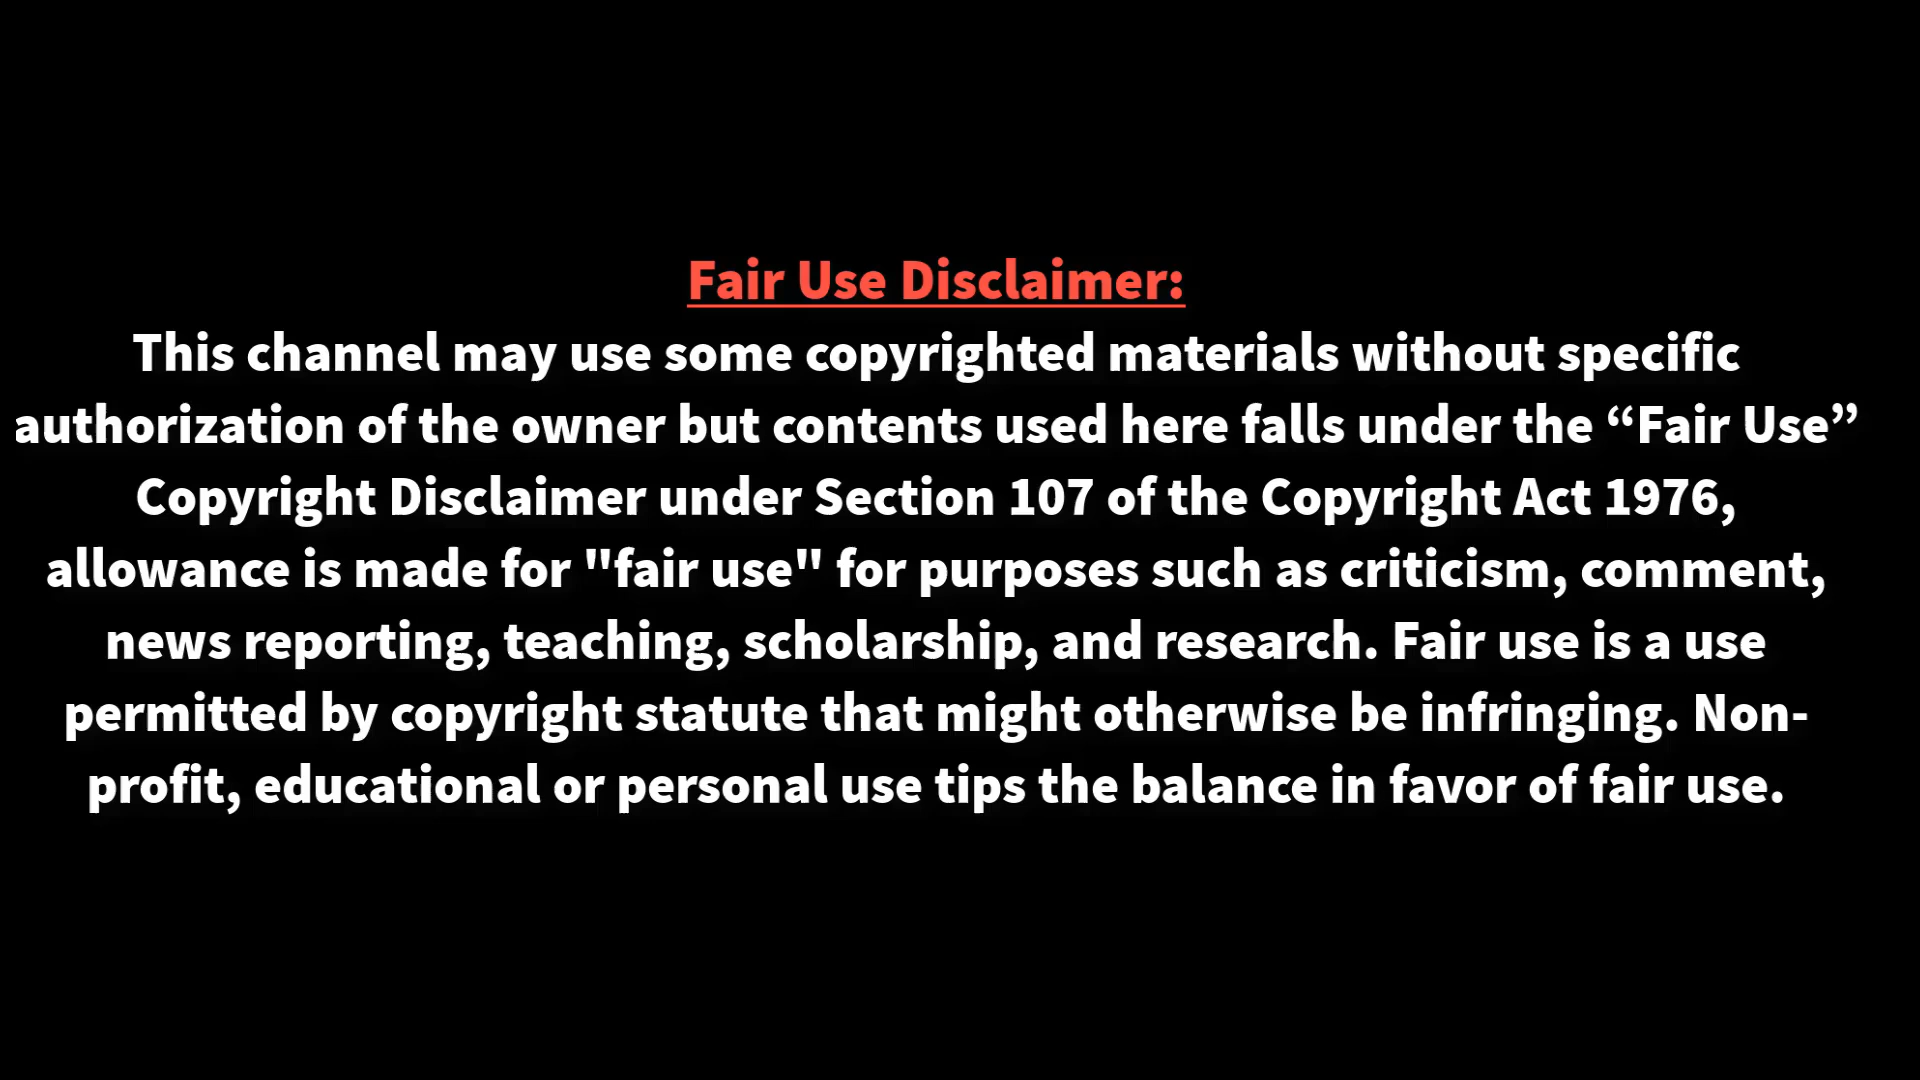 Fair Use Disclaimer:
This channel may use some copyrighted materials without specific
authorization of the owner but contents used here falls under the “Fair Use”
Copyright Disclaimer under Section 107 of the Copyright Act 1976,
allowance is made for "fair use" for purposes such as criticism, comment,
news reporting, teaching, scholarship, and research. Fair use is a use
permitted by copyright statute that might otherwise be infringing. Non-
profit, educational or personal use tips the balance in favor of fair use.